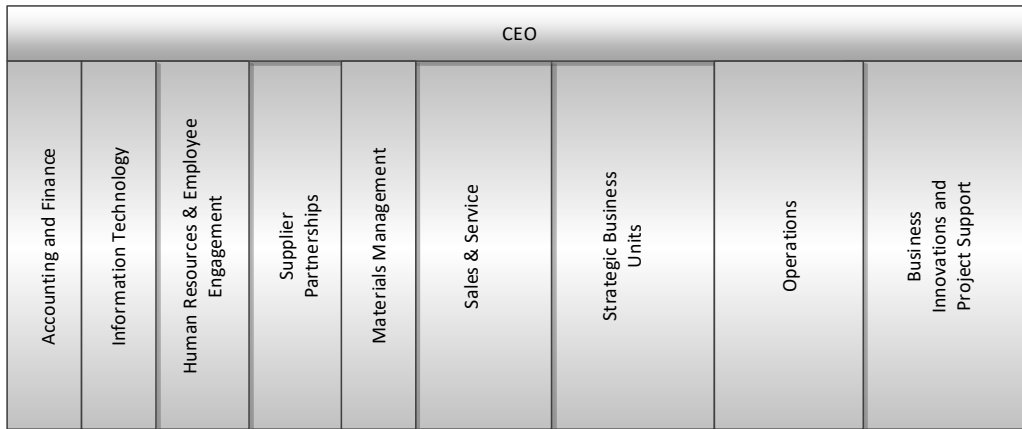 CEO
Accounting and Finance
Information Technology
Human Resources & Employee
Engagement
Supplier
Partnerships
Materials Management
Sales & Service
Strategic Business
Units
Operations
Business
Innovations and
Project Support